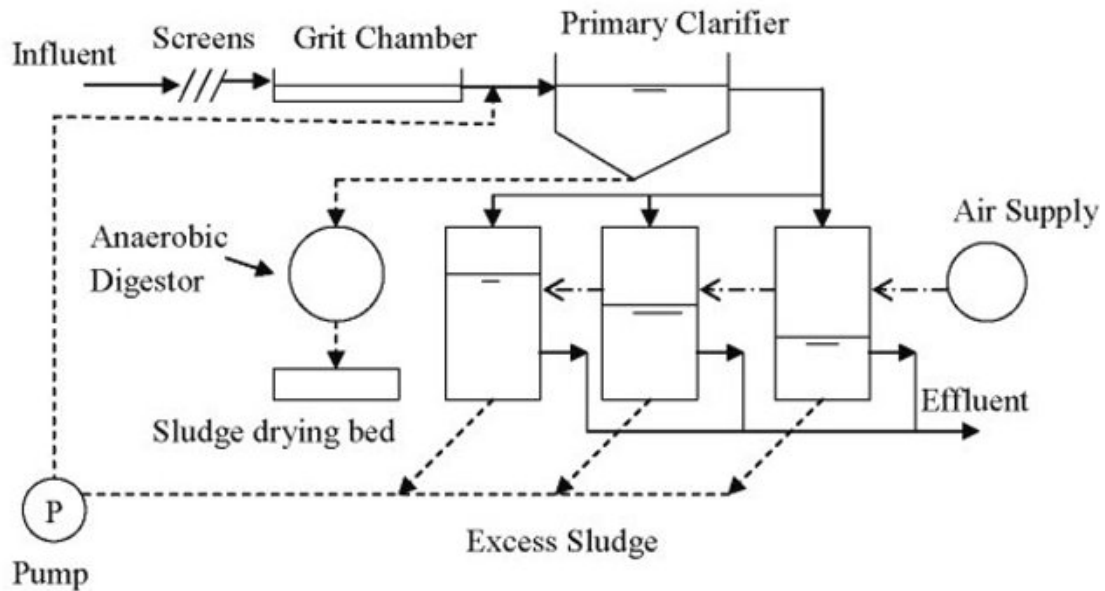 Influent
Screens
Grit Chamber
Primary Clarifier
Anaerobic
Digestor
Air Supply
Sludge drying bed
Effluent
P
Pump
Excess Sludge